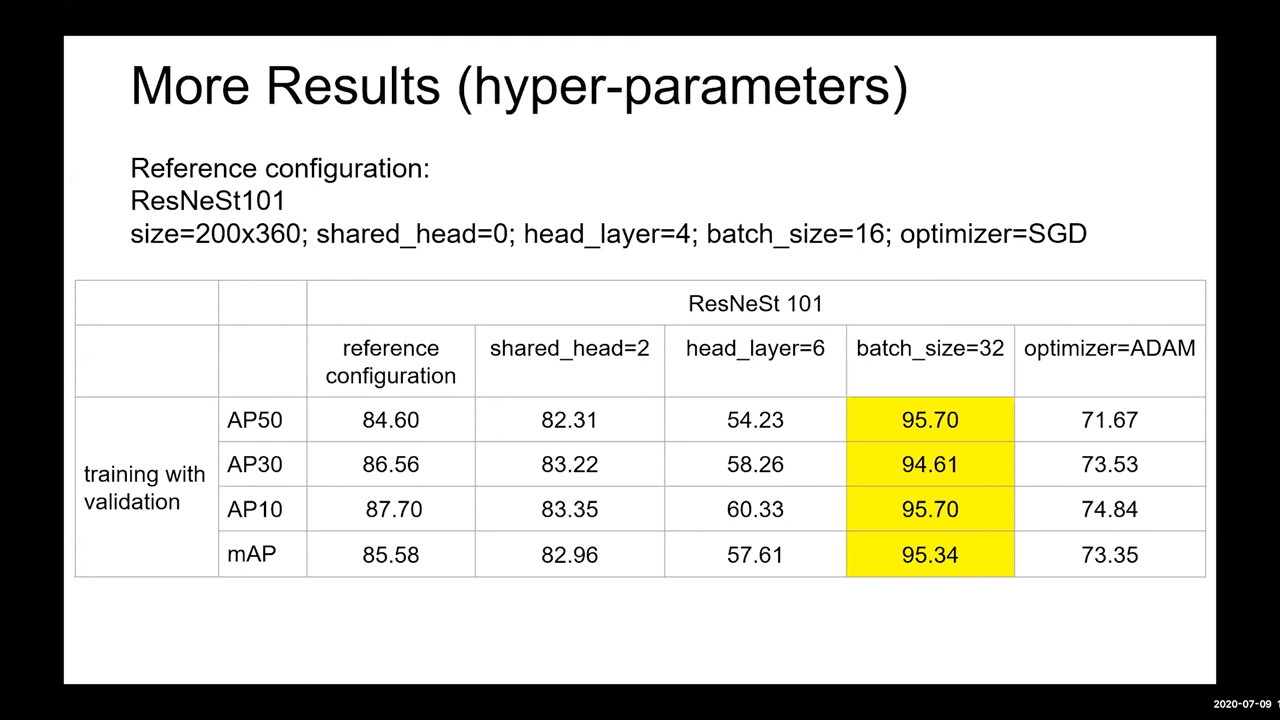 More Results (hyper-parameters)
Reference configuration:
ResNeSt101
size=200x360; shared_head=0; head_layer=4; batch_size=16; optimizer=SGD
ResNeSt 101
reference configuration shared_head=2 head_layer=6 batch_size=32 optimizer=ADAM
training with validation
AP50 84.60 82.31 54.23 95.70 71.67
AP30 86.56 83.22 58.26 94.61 73.53
AP10 87.70 83.35 60.33 95.70 74.84
mAP 85.58 82.96 57.61 95.34 73.35
2020-07-09